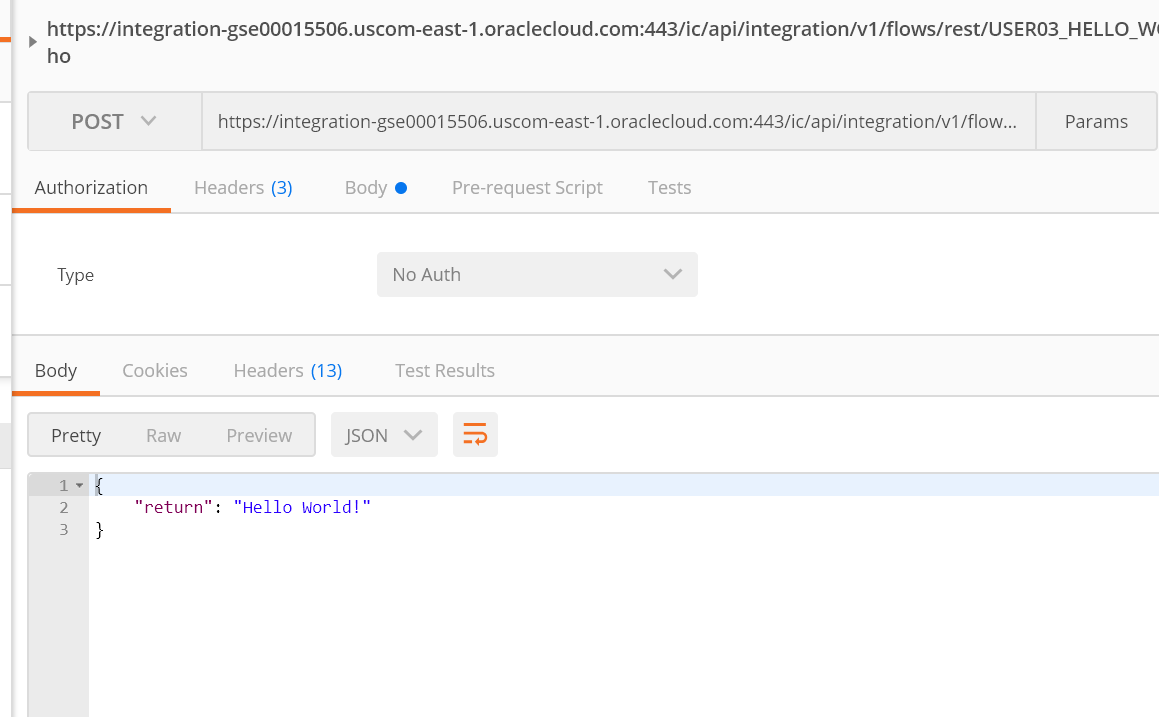 https://integration-gse00015506.uscom-east-1.oraclecloud.com:443/ic/api/integration/v1/flows/rest/USER03_HELLO_W
ho
POST https://integration-gse00015506.uscom-east-1.oraclecloud.com:443/ic/api/integration/v1/flow... Params
Authorization Headers (3) Body Pre-request Script Tests
Type No Auth
Body Cookies Headers (13) Test Results
Pretty Raw Preview JSON
1 {
2 "return": "Hello World!"
3 }